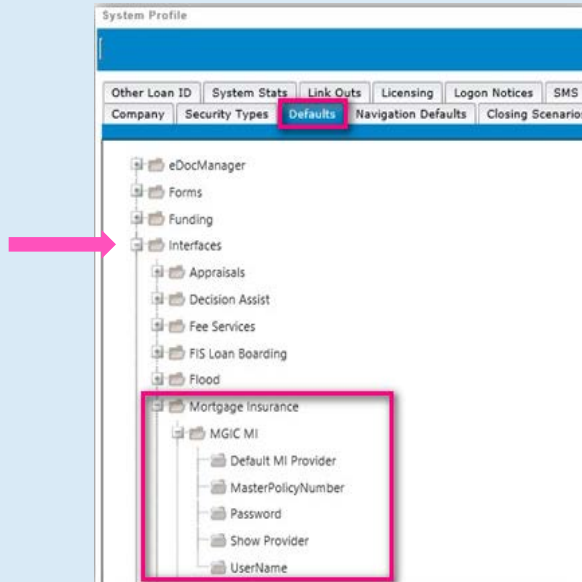 System Profile
Other Loan ID System Stats Link Outs Licensing Logon Notices SMS
Company Security Types Defaults Navigation Defaults Closing Scenarios
eDocManager
Forms
Funding
Interfaces
Appraisals
Decision Assist
Fee Services
FIS Loan Boarding
Flood
Mortgage Insurance
MGIC MI
Default MI Provider
MasterPolicyNumber
Password
Show Provider
UserName